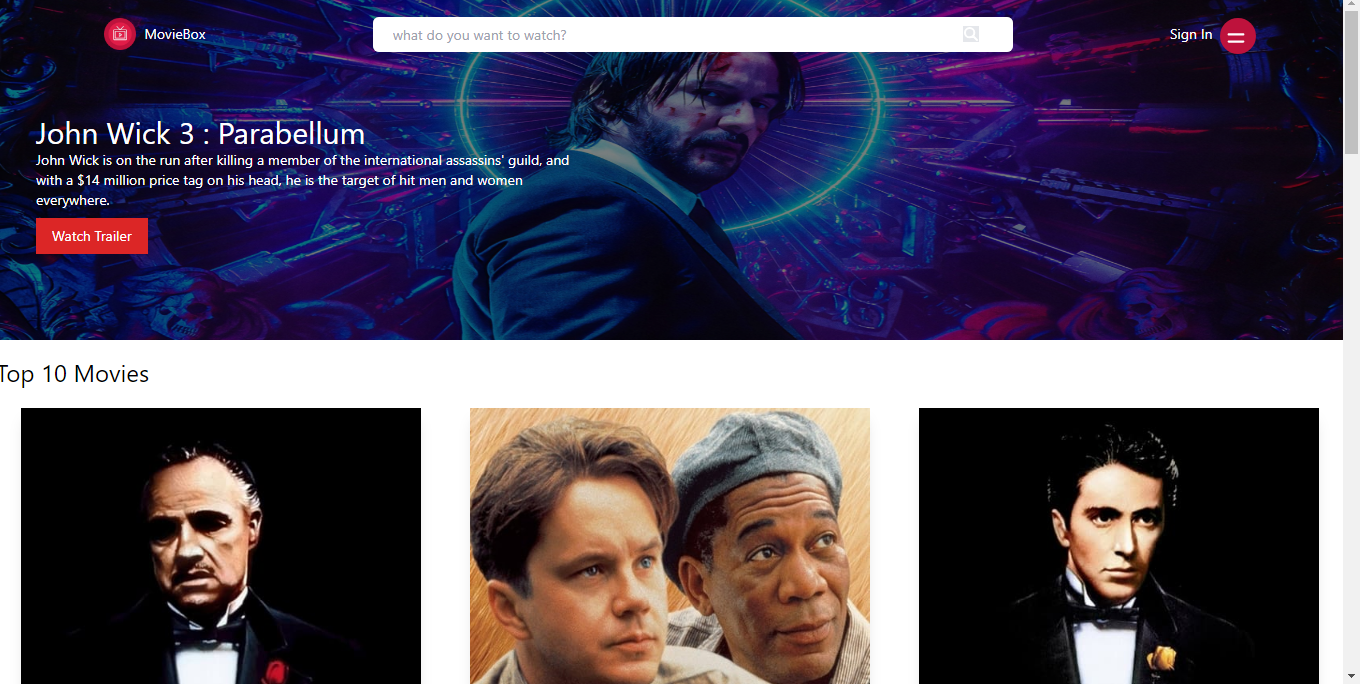 MovieBox
what do you want to watch?
Sign In
John Wick 3 : Parabellum
John Wick is on the run after killing a member of the international assassins' guild, and
with a $14 million price tag on his head, he is the target of hit men and women
everywhere.
Watch Trailer
Top 10 Movies